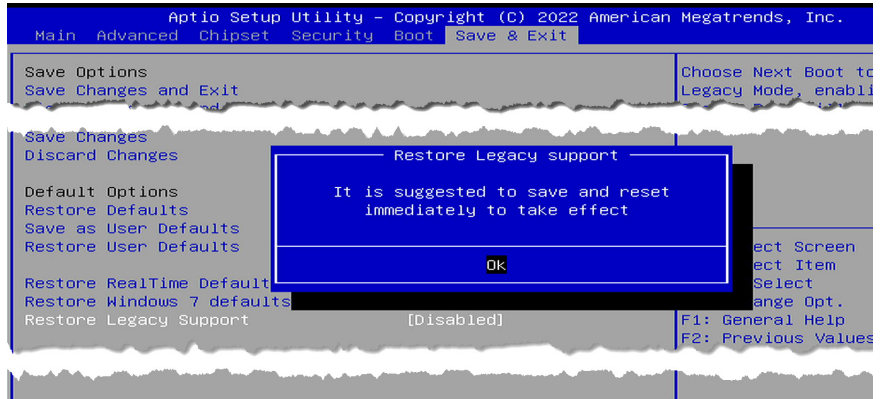 Aptio Setup Utility – Copyright (C) 2022 American Megatrends, Inc.
Main Advanced Chipset Security Boot Save & Exit
Save Options
Save Changes and Exit
Choose Next Boot to
Legacy Mode, enabli
Save Changes
Discard Changes
Default Options
Restore Defaults
Save as User Defaults
Restore User Defaults
Restore RealTime Default
Restore Windows 7 defaults
Restore Legacy Support [Disabled]
Restore Legacy support
It is suggested to save and reset
immediately to take effect
Ok
ect Screen
ect Item
Select
ange Opt.
F1: General Help
F2: Previous Values